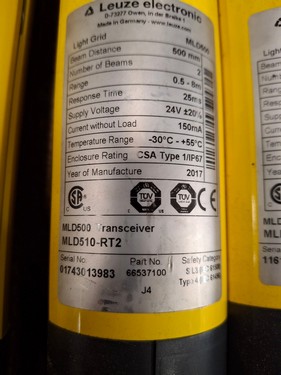 Leuze electronic
D-73277 Owen, in der Braike 1
Made in Germany - www.leuze.com
Light Grid MLD500
Beam Distance 500 mm
Number of Beams 2
Range 0.5 - 8m
Response Time 25ms
Supply Voltage 24V ±20%
Current without Load 150mA
Temperature Range -30°C - +55°C
Enclosure Rating CSA Type 1/IP67
Year of Manufacture 2017
MLD500 Transceiver
MLD510-RT2
Serial No. Part No. Safety Category
01743013983 66537100
J4